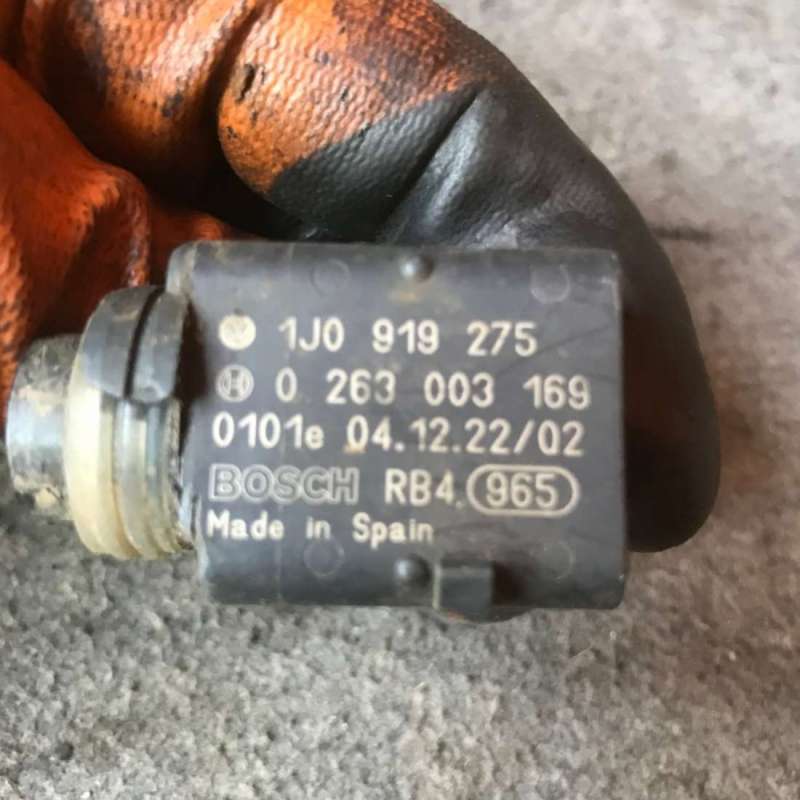 1J0 919 275
0 263 003 169
0101e 04.12.22/02
BOSCH RB4. 965
Made in Spain